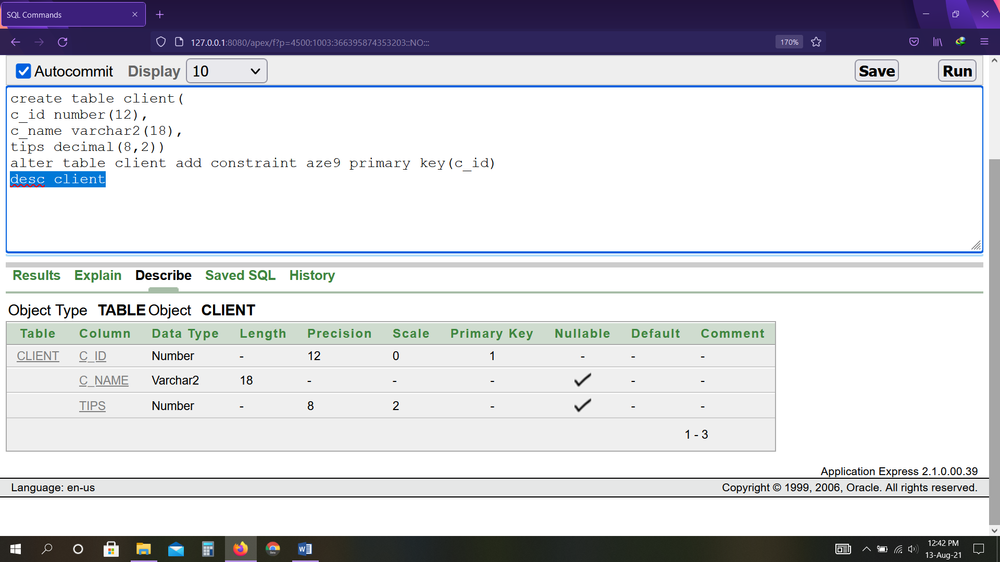 SQL Commands
127.0.0.1:8080/apex/f?p=4500:1003:366395874353203::NO:::
170%
Autocommit Display 10 Save Run
create table client(
c_id number(12),
c_name varchar2(18),
tips decimal(8,2))
alter table client add constraint aze9 primary key(c_id)
desc client
Results Explain Describe Saved SQL History
Object Type TABLE Object CLIENT
Table Column Data Type Length Precision Scale Primary Key Nullable Default Comment
CLIENT C_ID Number - 12 0 1 - - -
C_NAME Varchar2 18 - - - - -
TIPS Number - 8 2 - - -
1 - 3
Application Express 2.1.0.00.39
Language: en-us Copyright © 1999, 2006, Oracle. All rights reserved.
12:42 PM
13-Aug-21